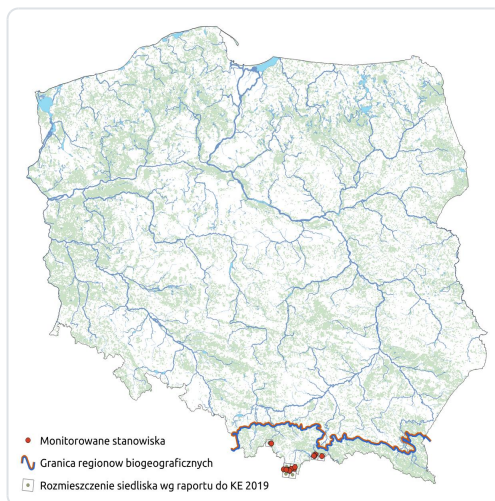 Monitorowane stanowiska
Granica regionow biogeograficznych
Rozmieszczenie siedliska wg raportu do KE 2019